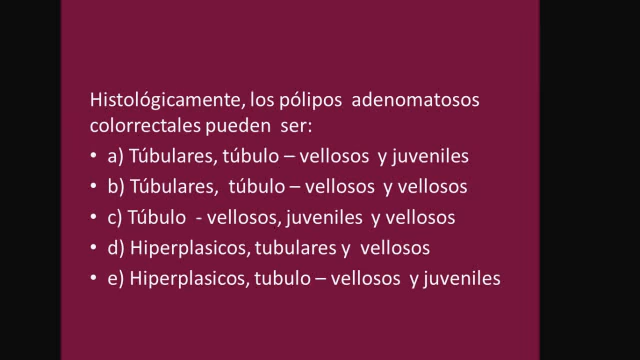 Histológicamente, los pólipos adenomatosos
colorrectales pueden ser:
• a) Túbulares, túbulo – vellosos y juveniles
• b) Túbulares, túbulo – vellosos y vellosos
• c) Túbulo - vellosos, juveniles y vellosos
• d) Hiperplasicos, tubulares y vellosos
• e) Hiperplasicos, tubulo – vellosos y juveniles